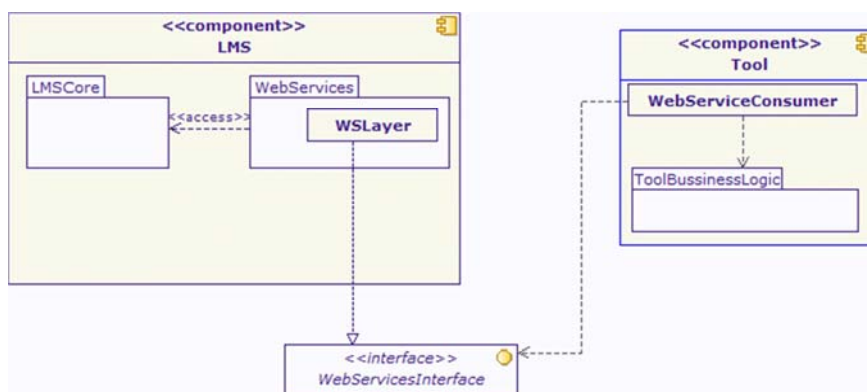 <<component>>
LMS
LMSCore
<<access>>
WebServices
WSLayer
<<component>>
Tool
WebServiceConsumer
ToolBussinessLogic
<<interface>>
WebServicesInterface